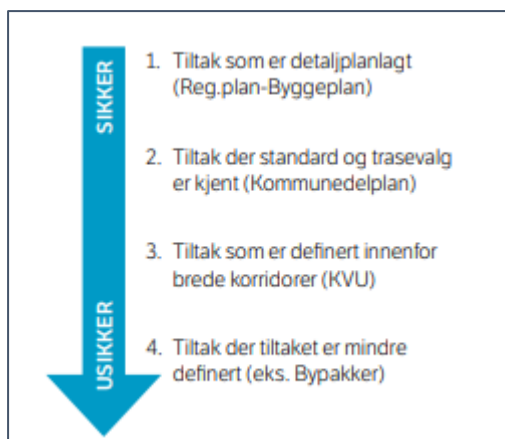 SIKKER
1. Tiltak som er detaljplanlagt
(Reg.plan-Byggeplan)
2. Tiltak der standard og trasevalg
er kjent (Kommunedelplan)
3. Tiltak som er definert innenfor
brede korridorer (KVU)
USIKKER
4. Tiltak der tiltaket er mindre
definert (eks. Bypakker)